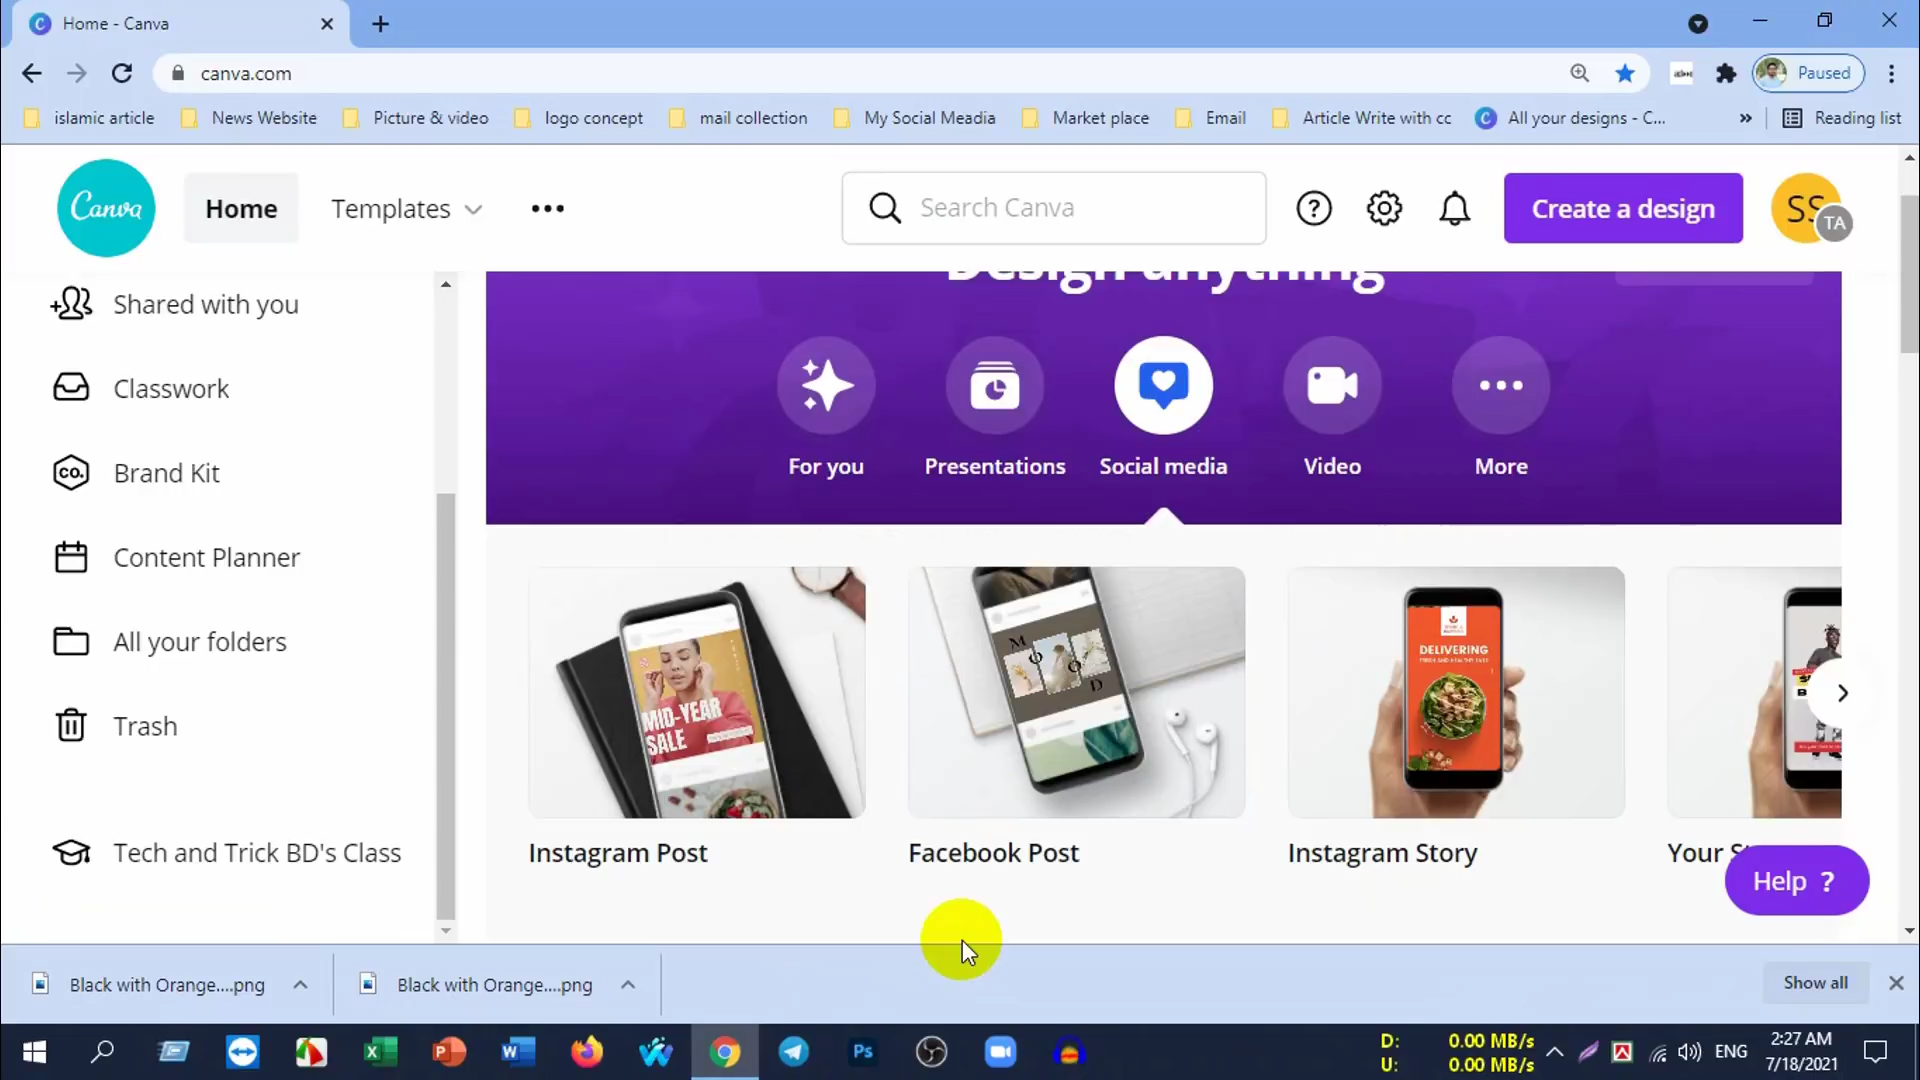 Home - Canva
canva.com
Paused
islamic article
News Website
Picture & video
logo concept
mail collection
My Social Meadia
Market place
Email
Article Write with cc
All your designs - C...
»
Reading list
Canva
Home
Templates
Search Canva
Create a design
SS
TA
Design anything
Shared with you
Classwork
Brand Kit
CO.
Content Planner
All your folders
Trash
Tech and Trick BD's Class
For you
Presentations
Social media
Video
More
MID-YEAR
SALE
M
O
O
D
DELIVERING
Instagram Post
Facebook Post
Instagram Story
Your S
Help ?
Black with Orange....png
Black with Orange....png
Show all
D: 0.00 MB/s
U: 0.00 MB/s
ENG
2:27 AM
7/18/2021